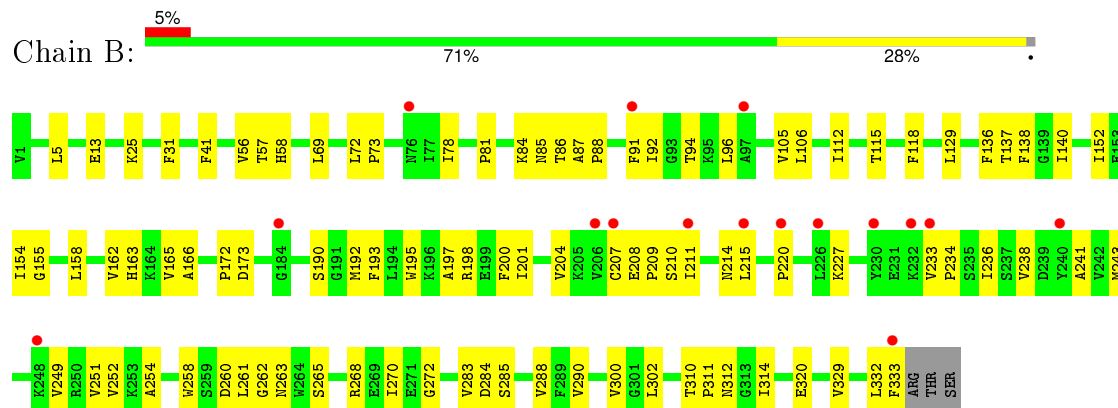 5%
Chain B:
71% 28% •
V1 L5 E13 K25 F31 F41 V56 T57 H58 L69 L72 P73 N76 I77 I78 P81 K84 N85 T86 A87 P88 F91 I92 G93 T94 K95 L96 A97 V105 L106 I112 T115 F118 L129 F136 T137 F138 G139 I140 I152
I154 G155 L158 V162 H163 K164 V165 A166 P172 D173 G184 S190 G191 M192 F193 L194 W195 K196 A197 R198 E199 F200 I201 V204 K205 V206 C207 E208 P209 S210 I211 N214 L215 P220 L226 K227 Y230 E231 K232 V233 P234 S235 I236 S237 V238 D239 Y240 A241 V242 M243
K248 V249 R250 V251 V252 K253 A254 W258 S259 D260 L261 G262 N263 W264 S265 R268 E269 I270 E271 G272 V283 D284 S285 V288 F289 V290 V300 G301 L302 T310 P311 N312 G313 I314 E320 V329 L332 F333 ARG THR SER